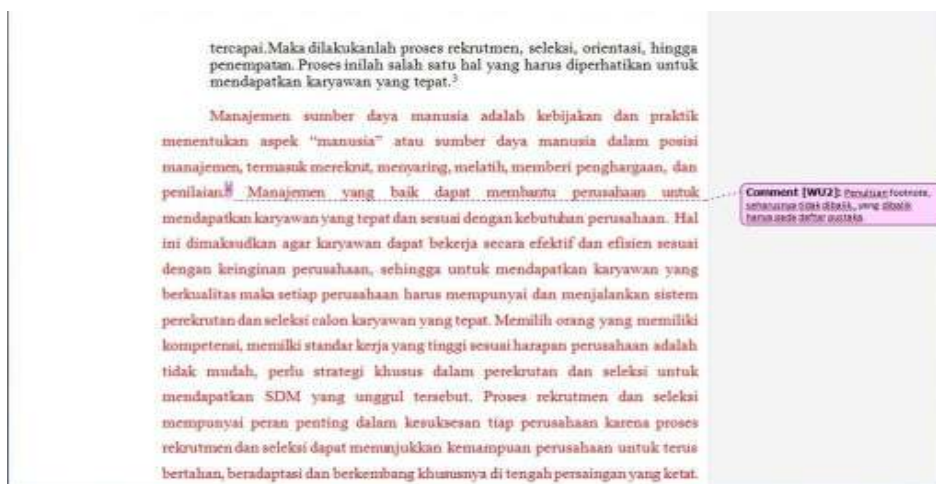 tercapai.Maka dilakukanlah proses rekrutmen, seleksi, orientasi, hingga
penempatan. Proses inilah salah satu hal yang harus diperhatikan untuk
mendapatkan karyawan yang tepat.3
Manajemen sumber daya manusia adalah kebijakan dan praktik
menentukan aspek “manusia” atau sumber daya manusia dalam posisi
manajemen, termasuk merekrut, menyaring, melatih, memberi penghargaan, dan
penilaian. Manajemen yang baik dapat membantu perusahaan untuk
mendapatkan karyawan yang tepat dan sesuai dengan kebutuhan perusahaan. Hal
ini dimaksudkan agar karyawan dapat bekerja secara efektif dan efisien sesuai
dengan keinginan perusahaan, sehingga untuk mendapatkan karyawan yang
berkualitas maka setiap perusahaan harus mempunyai dan menjalankan sistem
perekrutan dan seleksi calon karyawan yang tepat. Memilih orang yang memiliki
kompetensi, memilki standar kerja yang tinggi sesuai harapan perusahaan adalah
tidak mudah, perlu strategi khusus dalam perekrutan dan seleksi untuk
mendapatkan SDM yang unggul tersebut. Proses rekrutmen dan seleksi
mempunyai peran penting dalam kesuksesan tiap perusahaan karena proses
rekrutmen dan seleksi dapat menunjukkan kemampuan perusahaan untuk terus
bertahan, beradaptasi dan berkembang khususnya di tengah persaingan yang ketat.
Comment [WU2]: Penulisan footnote,
seharusnya tidak dibalik, yang dibalik
hanya pada daftar pustaka